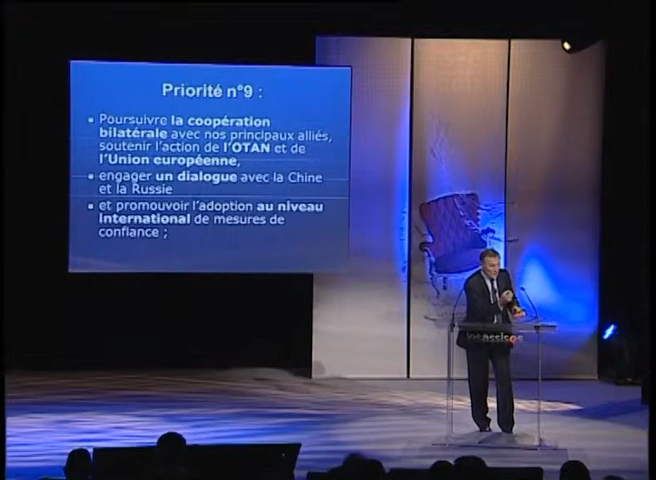 Priorité n°9 :
• Poursuivre la coopération
bilatérale avec nos principaux alliés,
soutenir l'action de l'OTAN et de
l'Union européenne,
• engager un dialogue avec la Chine
et la Russie
• et promouvoir l'adoption au niveau
international de mesures de
confiance ;
lesassises